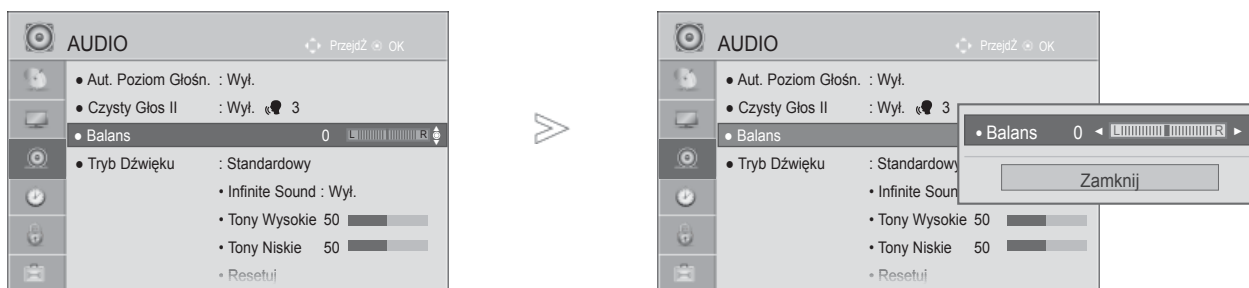 AUDIO
PrzejdŹ OK
● Aut. Poziom Głośn. : Wył.
● Czysty Głos II : Wył. 3
● Balans 0 L R
● Tryb Dźwięku : Standardowy
• Infinite Sound : Wył.
• Tony Wysokie 50
• Tony Niskie 50
• Resetuj
AUDIO
PrzejdŹ OK
● Aut. Poziom Głośn. : Wył.
● Czysty Głos II : Wył. 3
● Balans
● Tryb Dźwięku : Standardowy
• Infinite Soun
• Tony Wysokie 50
• Tony Niskie 50
• Resetuj
• Balans 0 ◄ L R ►
Zamknij